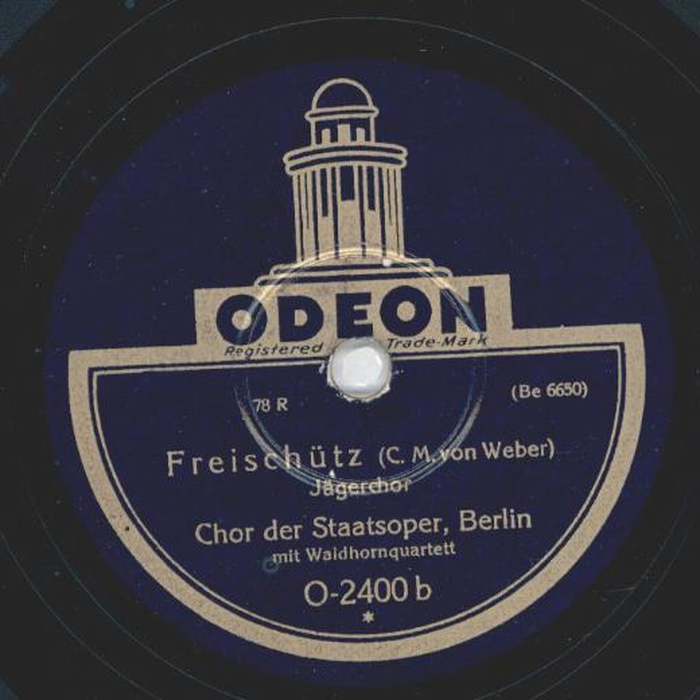 ODEON
Registered Trade-Mark
78 R (Be 6650)
Freischütz (C. M. von Weber)
Jägerchor
Chor der Staatsoper, Berlin
mit Waldhornquartett
O-2400 b
*